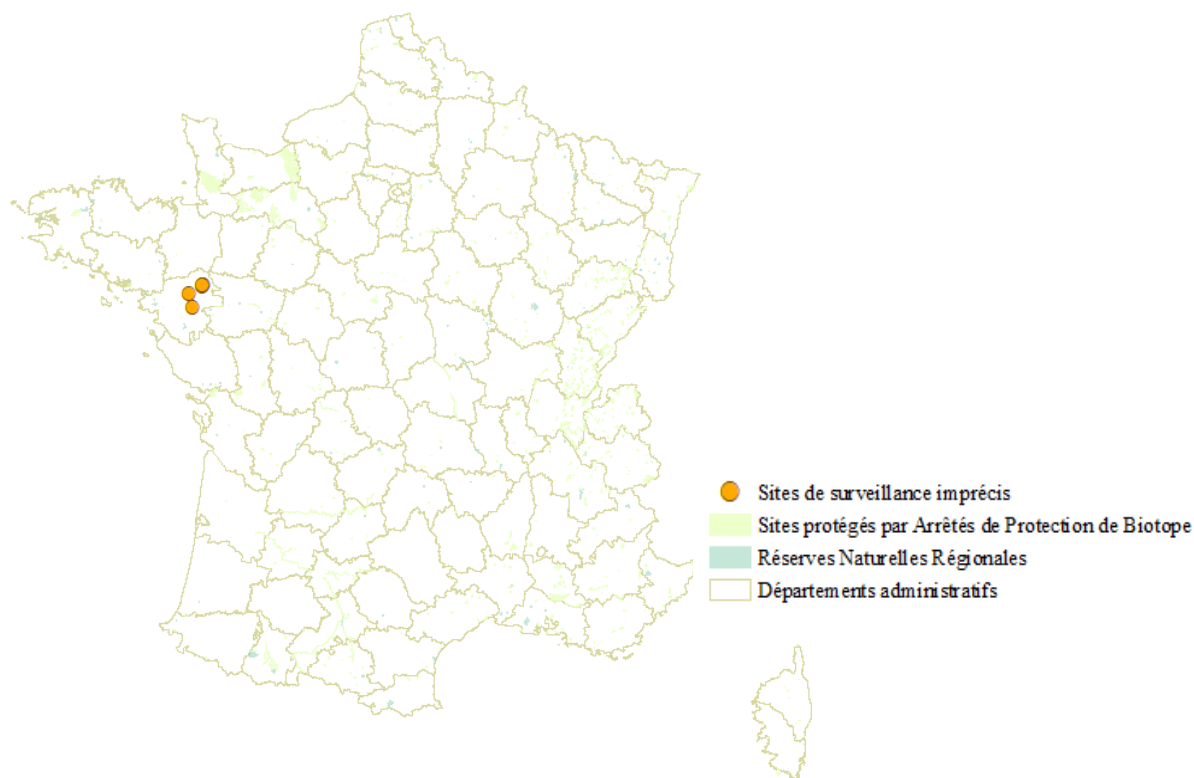 Sites de surveillance imprécis
Sites protégés par Arrêtés de Protection de Biotope
Réserves Naturelles Régionales
Départements administratifs